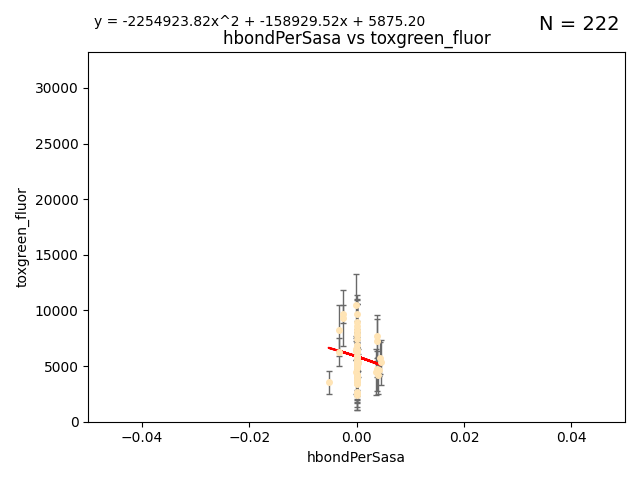 y = -2254923.82x^2 + -158929.52x + 5875.20
N = 222
hbondPerSasa vs toxgreen_fluor
30000
25000
20000
15000
10000
5000
0
toxgreen_fluor
−0.04
−0.02
0.00
0.02
0.04
hbondPerSasa